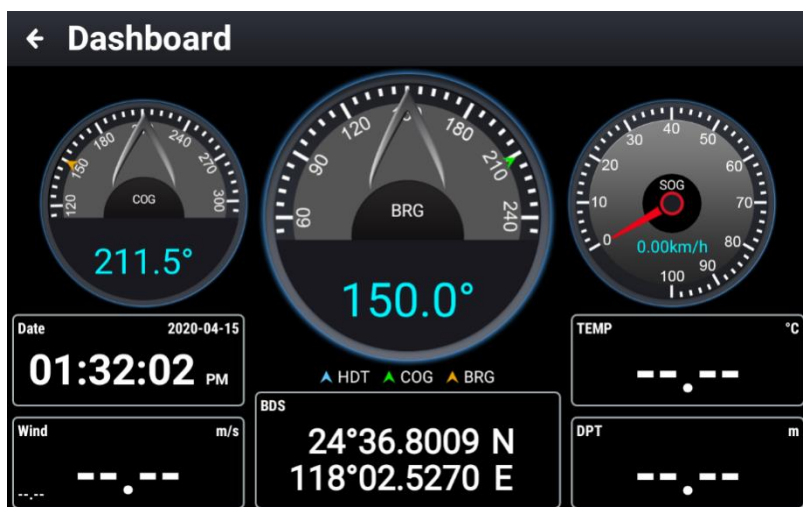 Dashboard
120 150 180 240 270 300
COG
211.5°
60 90 120 180 210 240
BRG
150.0°
0 10 20 30 40 50 60 70 80 90 100
SOG
0.00km/h
Date 2020-04-15
01:32:02 PM
HDT COG BRG
TEMP °C
--.--
Wind m/s
--.--
--.--
BDS
24°36.8009 N
118°02.5270 E
DPT m
--.--